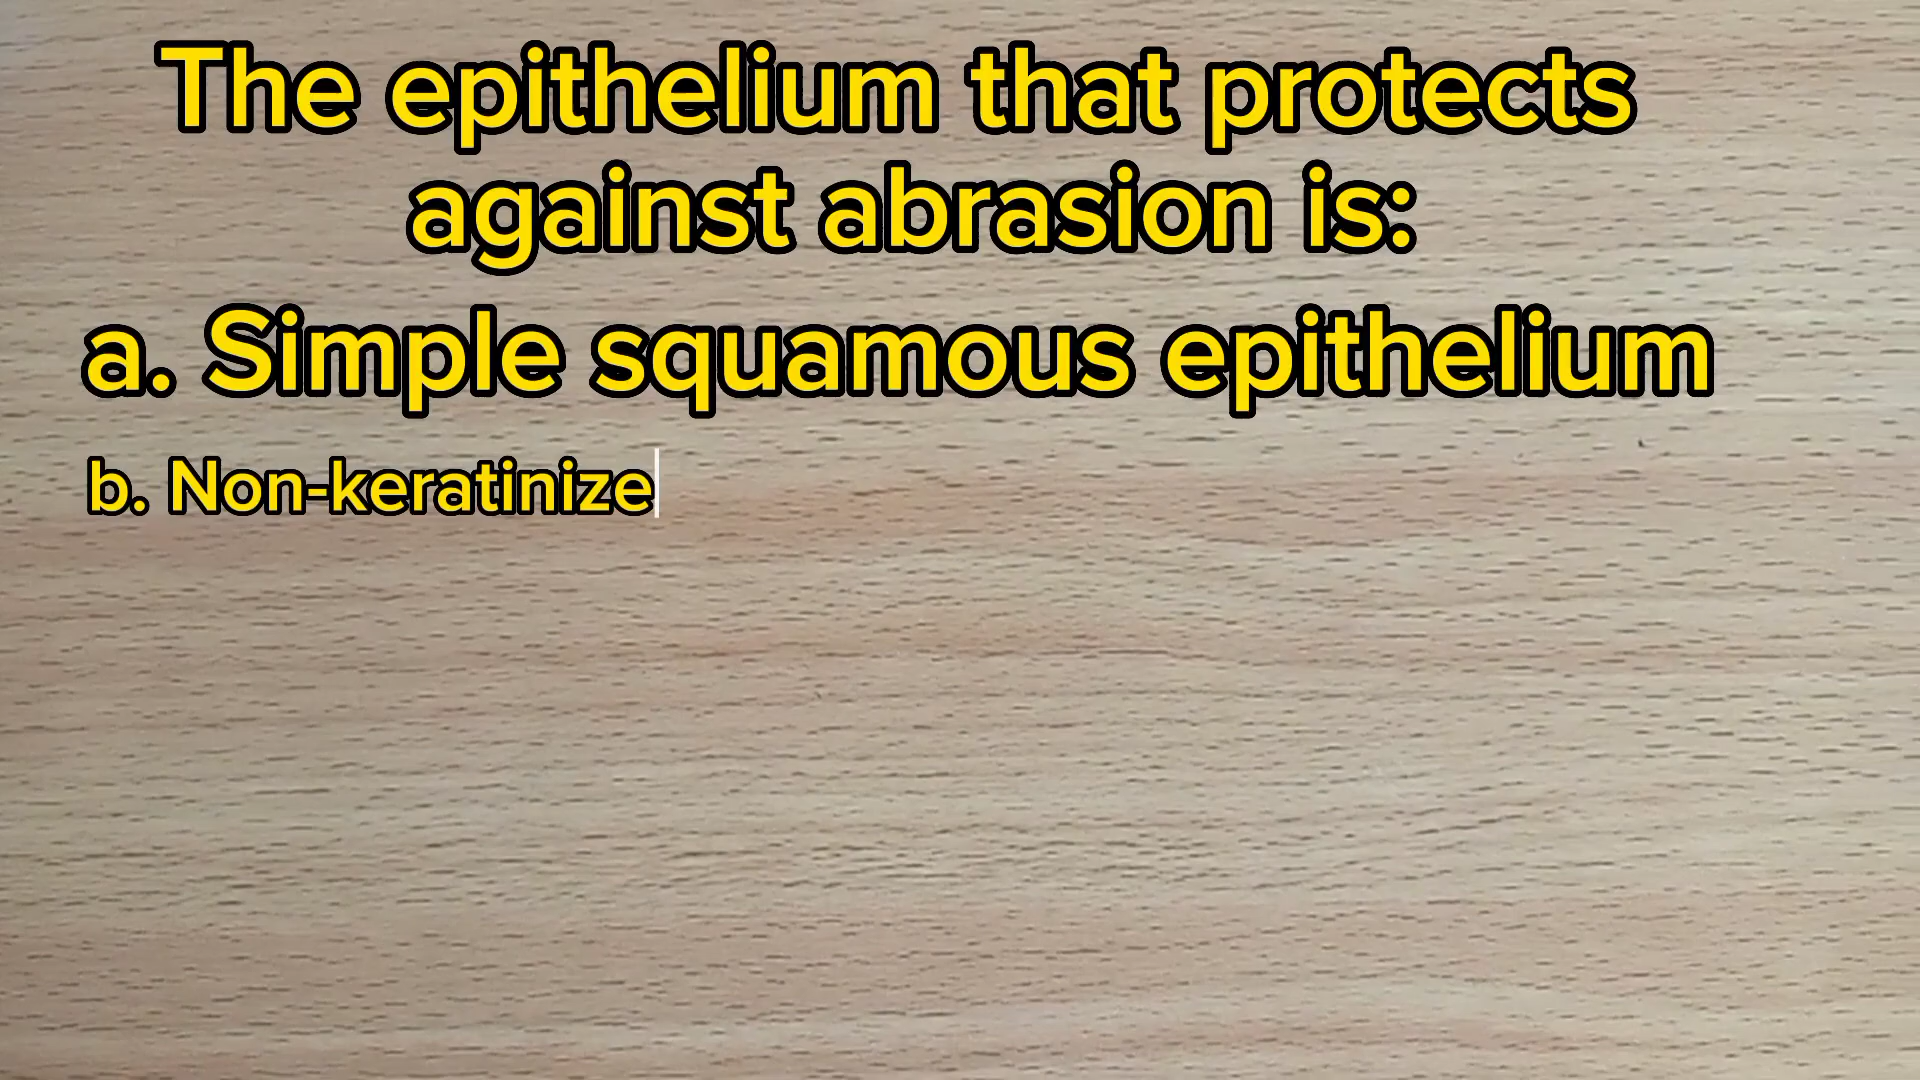 The epithelium that protects
against abrasion is:
a. Simple squamous epithelium
b. Non-keratinize